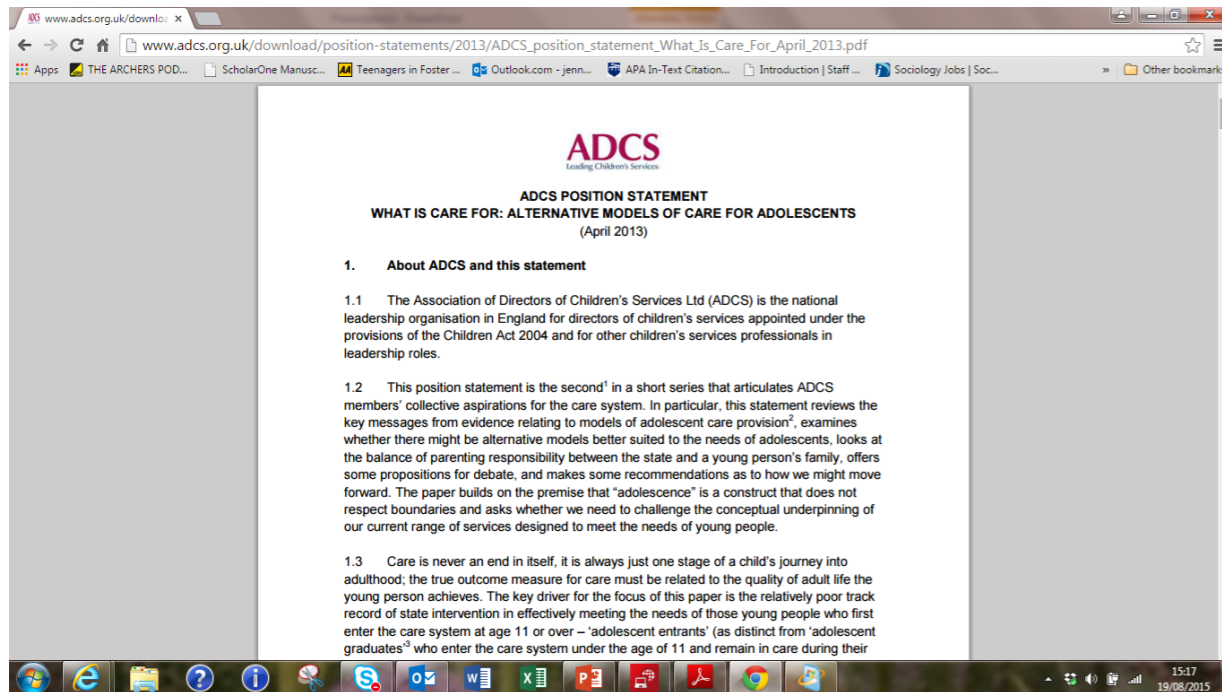 www.adcs.org.uk/downloa
www.adcs.org.uk/download/position-statements/2013/ADCS_position_statement_What_Is_Care_For_April_2013.pdf
Apps THE ARCHERS POD... ScholarOne Manusc... Teenagers in Foster ... Outlook.com - jenn... APA In-Text Citation... Introduction | Staff ... Sociology Jobs | Soc... » Other bookmark
ADCS
Leading Children's Services
ADCS POSITION STATEMENT
WHAT IS CARE FOR: ALTERNATIVE MODELS OF CARE FOR ADOLESCENTS
(April 2013)
1. About ADCS and this statement
1.1 The Association of Directors of Children's Services Ltd (ADCS) is the national
leadership organisation in England for directors of children's services appointed under the
provisions of the Children Act 2004 and for other children's services professionals in
leadership roles.
1.2 This position statement is the second¹ in a short series that articulates ADCS
members' collective aspirations for the care system. In particular, this statement reviews the
key messages from evidence relating to models of adolescent care provision², examines
whether there might be alternative models better suited to the needs of adolescents, looks at
the balance of parenting responsibility between the state and a young person's family, offers
some propositions for debate, and makes some recommendations as to how we might move
forward. The paper builds on the premise that "adolescence" is a construct that does not
respect boundaries and asks whether we need to challenge the conceptual underpinning of
our current range of services designed to meet the needs of young people.
1.3 Care is never an end in itself, it is always just one stage of a child's journey into
adulthood; the true outcome measure for care must be related to the quality of adult life the
young person achieves. The key driver for the focus of this paper is the relatively poor track
record of state intervention in effectively meeting the needs of those young people who first
enter the care system at age 11 or over – 'adolescent entrants' (as distinct from 'adolescent
graduates'³ who enter the care system under the age of 11 and remain in care during their
15:17
19/08/2015